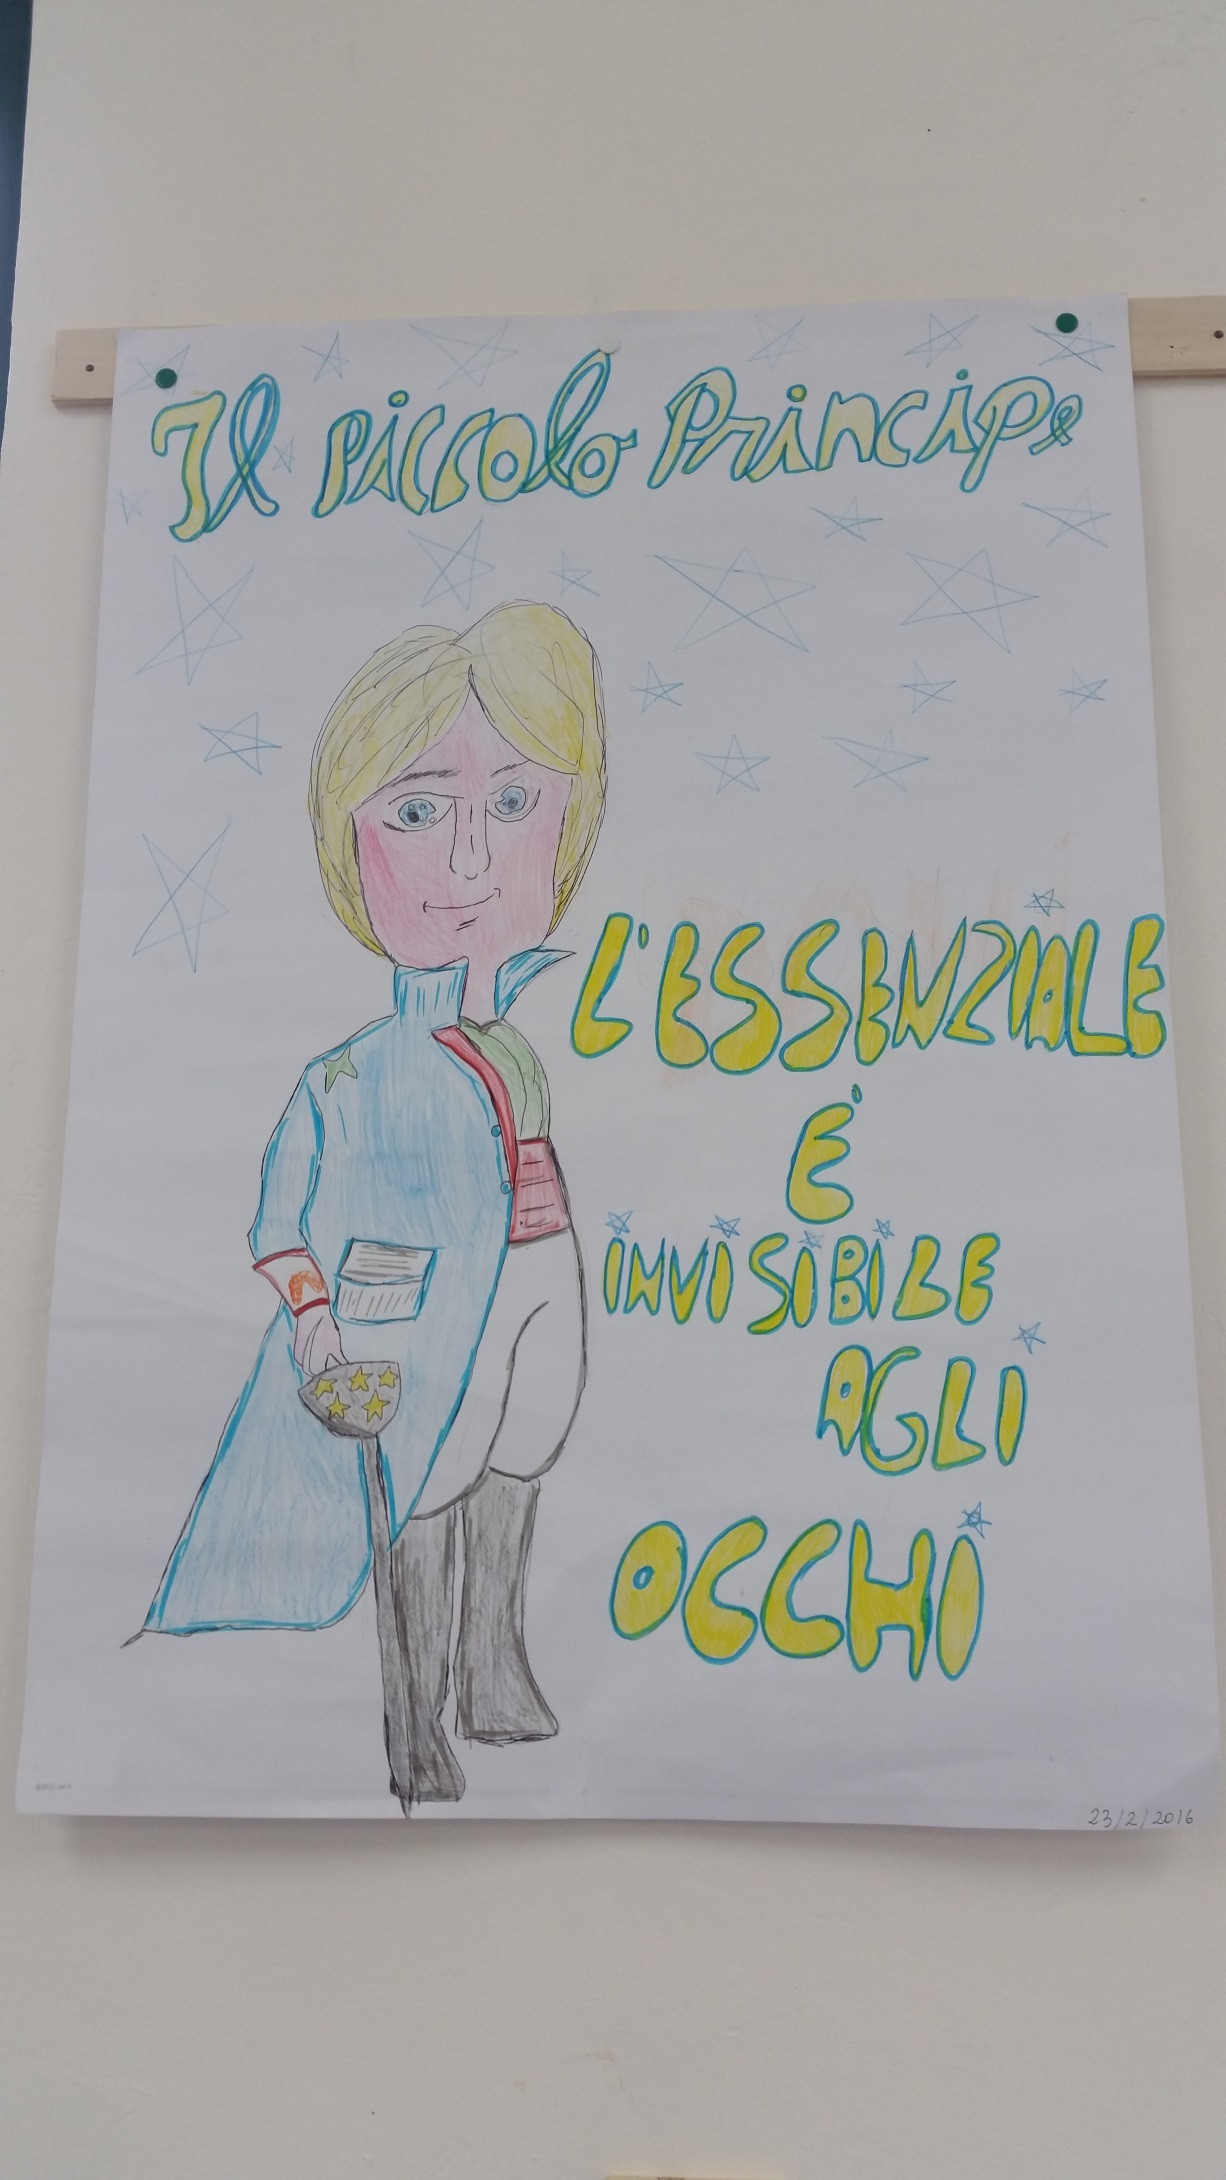 Il Piccolo Principe
L'ESSENZIALE
E'
iNViSiBiLE
AGLi
OCCHi
23/2/2016